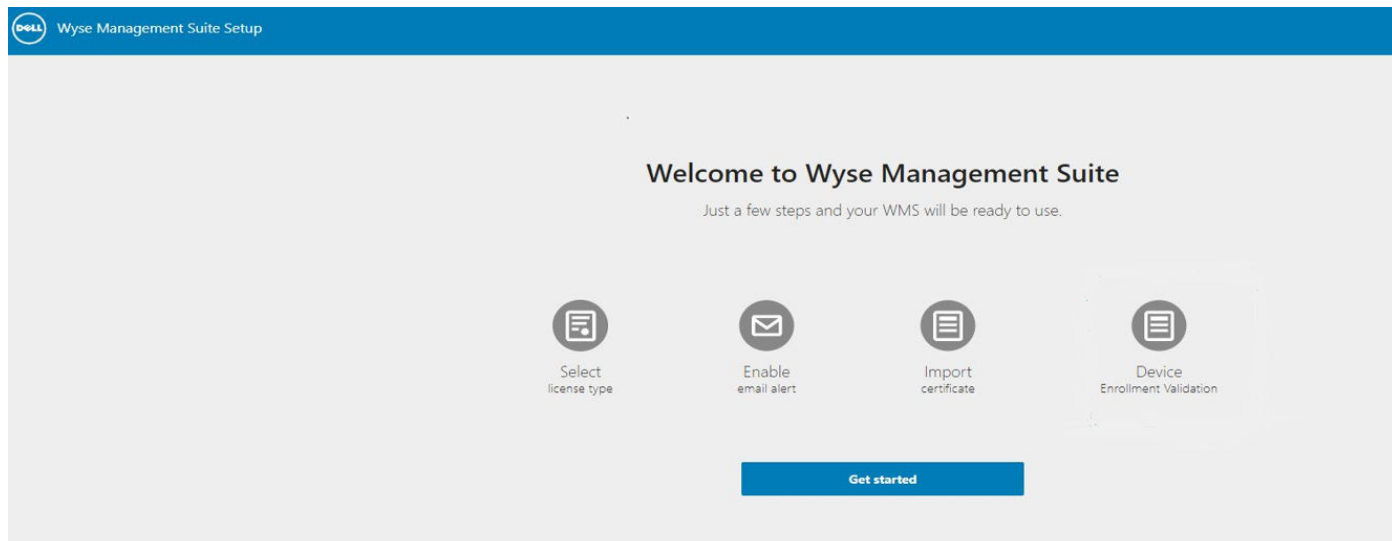 DELL Wyse Management Suite Setup
Welcome to Wyse Management Suite
Just a few steps and your WMS will be ready to use.
Select
license type
Enable
email alert
Import
certificate
Device
Enrollment Validation
Get started